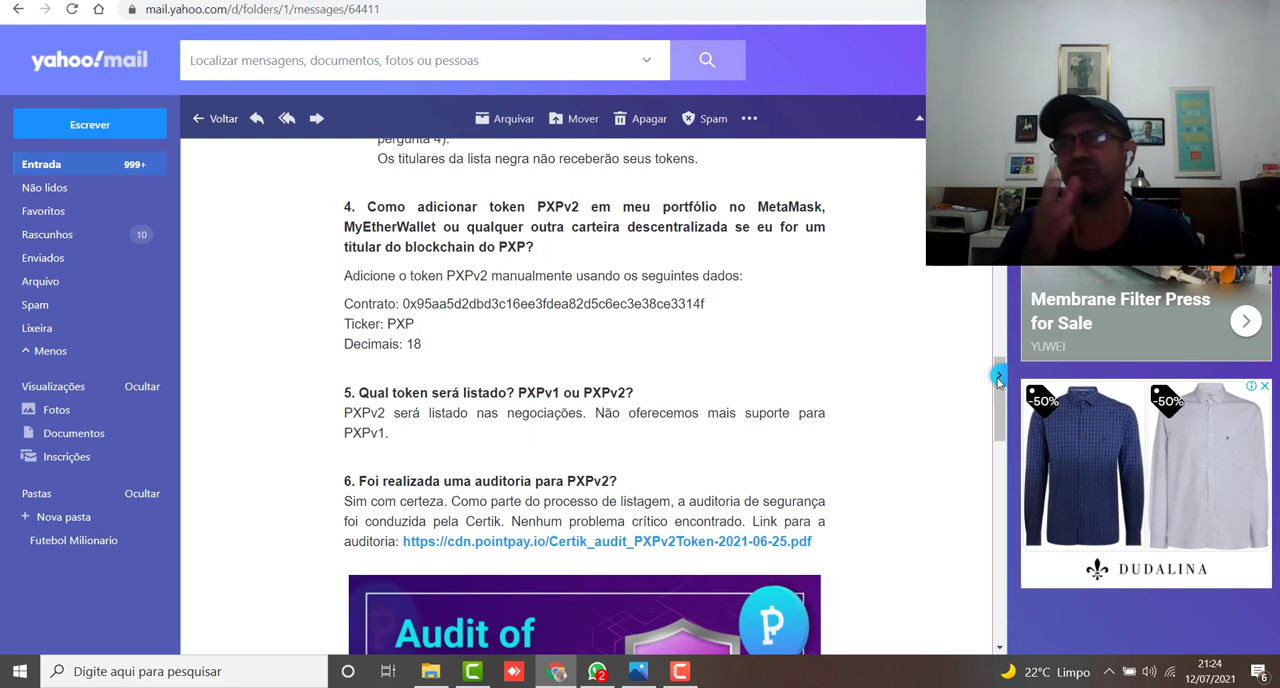 mail.yahoo.com/d/folders/1/messages/64411
yahoo!mail
Localizar mensagens, documentos, fotos ou pessoas
Escrever
Voltar
Arquivar
Mover
Apagar
Spam
Entrada 999+
Não lidos
Favoritos
Rascunhos 10
Enviados
Arquivo
Spam
Lixeira
Menos
Visualizações Ocultar
Fotos
Documentos
Inscrições
Pastas Ocultar
+ Nova pasta
Futebol Milionario
pergunta 4).
Os titulares da lista negra não receberão seus tokens.
4. Como adicionar token PXPv2 em meu portfólio no MetaMask,
MyEtherWallet ou qualquer outra carteira descentralizada se eu for um
titular do blockchain do PXP?
Adicione o token PXPv2 manualmente usando os seguintes dados:
Contrato: 0x95aa5d2dbd3c16ee3fdea82d5c6ec3e38ce3314f
Ticker: PXP
Decimais: 18
5. Qual token será listado? PXPv1 ou PXPv2?
PXPv2 será listado nas negociações. Não oferecemos mais suporte para
PXPv1.
6. Foi realizada uma auditoria para PXPv2?
Sim com certeza. Como parte do processo de listagem, a auditoria de segurança
foi conduzida pela Certik. Nenhum problema crítico encontrado. Link para a
auditoria: https://cdn.pointpay.io/Certik_audit_PXPv2Token-2021-06-25.pdf
Audit of
Membrane Filter Press
for Sale
YUWEI
-50%
-50%
DUDALINA
Digite aqui para pesquisar
2
22°C Limpo
21:24
12/07/2021
6